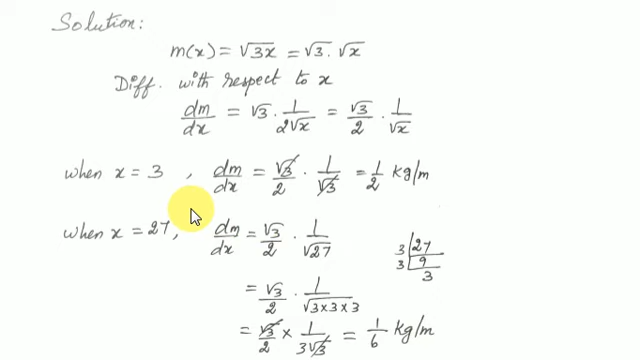 Solution:
m(x) = √3x = √3 . √x
Diff. with respect to x
dm/dx = √3 . 1/2√x = √3/2 . 1/√x
when x = 3 , dm/dx = √3/2 . 1/√3 = 1/2 kg/m
when x = 27, dm/dx = √3/2 . 1/√27
3 | 27
3 | 9
3
= √3/2 . 1/√3×3×3
= √3/2 × 1/3√3 = 1/6 kg/m